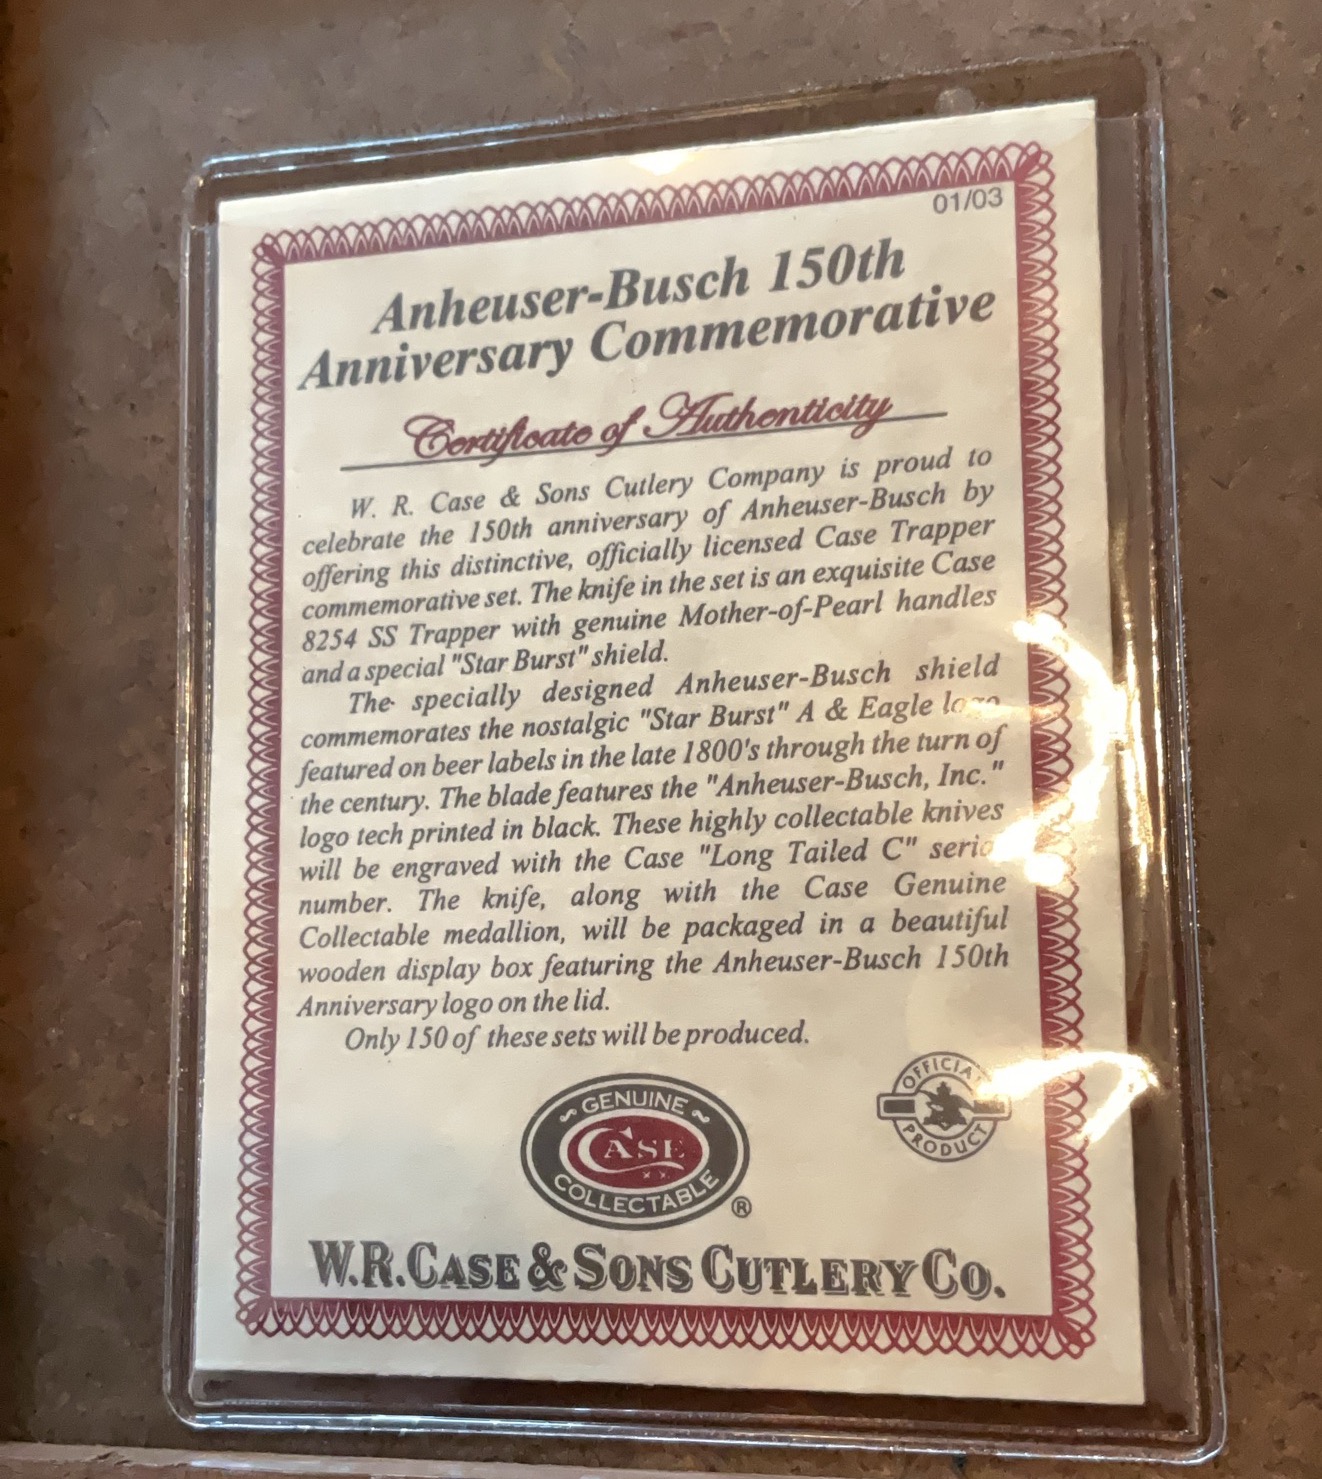 01/03
Anheuser-Busch 150th
Anniversary Commemorative
Certificate of Authenticity
W. R. Case & Sons Cutlery Company is proud to
celebrate the 150th anniversary of Anheuser-Busch by
offering this distinctive, officially licensed Case Trapper
commemorative set. The knife in the set is an exquisite Case
8254 SS Trapper with genuine Mother-of-Pearl handles
and a special "Star Burst" shield.
The specially designed Anheuser-Busch shield
commemorates the nostalgic "Star Burst" A & Eagle logo
featured on beer labels in the late 1800's through the turn of
the century. The blade features the "Anheuser-Busch, Inc."
logo tech printed in black. These highly collectable knives
will be engraved with the Case "Long Tailed C" serial
number. The knife, along with the Case Genuine
Collectable medallion, will be packaged in a beautiful
wooden display box featuring the Anheuser-Busch 150th
Anniversary logo on the lid.
Only 150 of these sets will be produced.
OFFICIAL
PRODUCT
GENUINE
CASE
XX
COLLECTABLE
®
W.R. CASE & SONS CUTLERY CO.